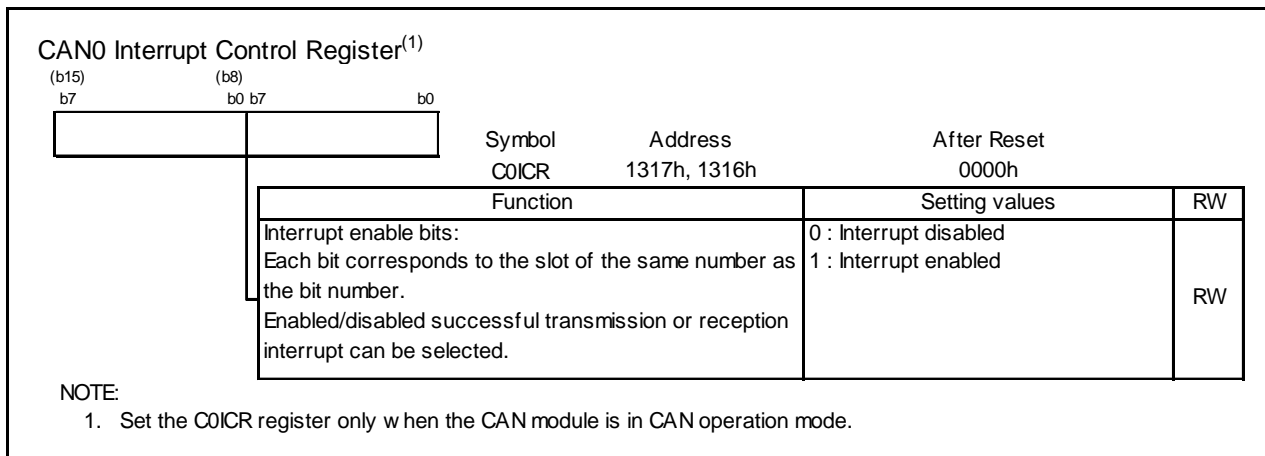 CAN0 Interrupt Control Register(1)
(b15) (b8)
b7 b0 b7 b0
Symbol Address After Reset
C0ICR 1317h, 1316h 0000h
Function Setting values RW
Interrupt enable bits: 0 : Interrupt disabled
Each bit corresponds to the slot of the same number as 1 : Interrupt enabled
the bit number.
RW
Enabled/disabled successful transmission or reception
interrupt can be selected.
NOTE:
1. Set the C0ICR register only w hen the CAN module is in CAN operation mode.